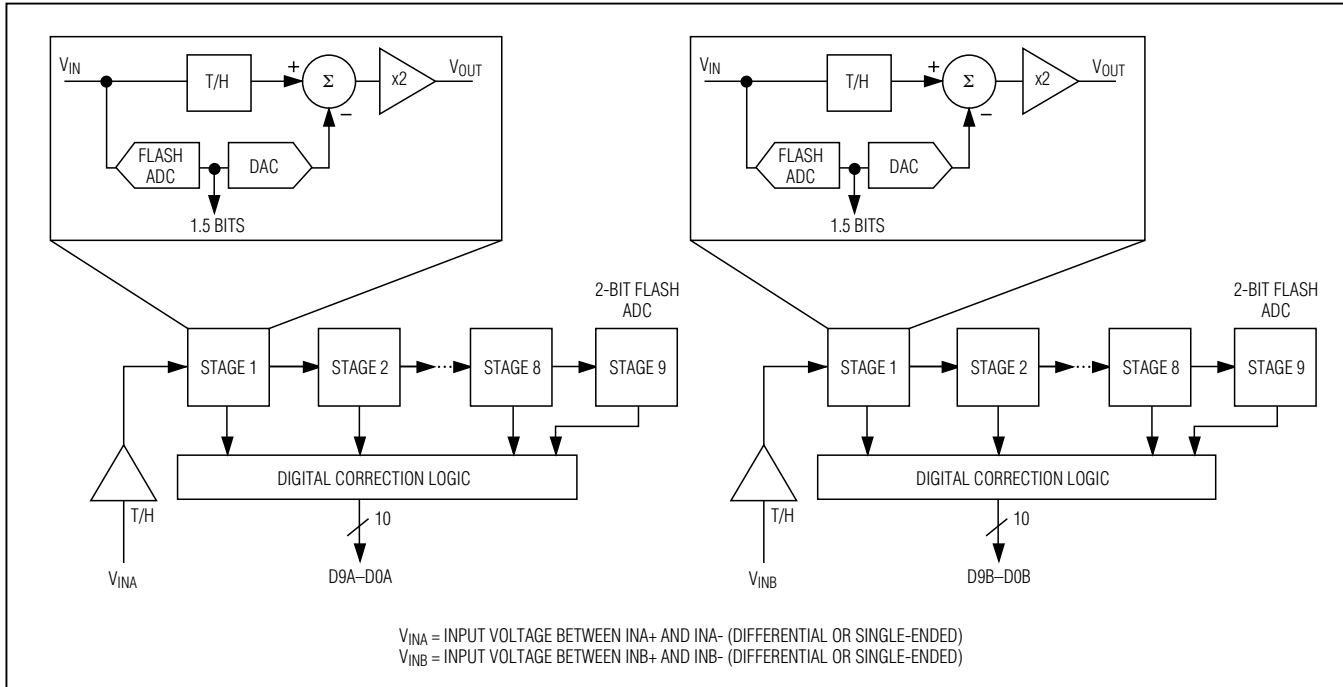 VIN
T/H
+
Σ
−
x2
VOUT
FLASH
ADC
DAC
1.5 BITS
2-BIT FLASH
ADC
STAGE 1
STAGE 2
STAGE 8
STAGE 9
DIGITAL CORRECTION LOGIC
T/H
10
VINA
D9A–D0A
VIN
T/H
+
Σ
−
x2
VOUT
FLASH
ADC
DAC
1.5 BITS
2-BIT FLASH
ADC
STAGE 1
STAGE 2
STAGE 8
STAGE 9
DIGITAL CORRECTION LOGIC
T/H
10
VINB
D9B–D0B
VINA = INPUT VOLTAGE BETWEEN INA+ AND INA- (DIFFERENTIAL OR SINGLE-ENDED)
VINB = INPUT VOLTAGE BETWEEN INB+ AND INB- (DIFFERENTIAL OR SINGLE-ENDED)